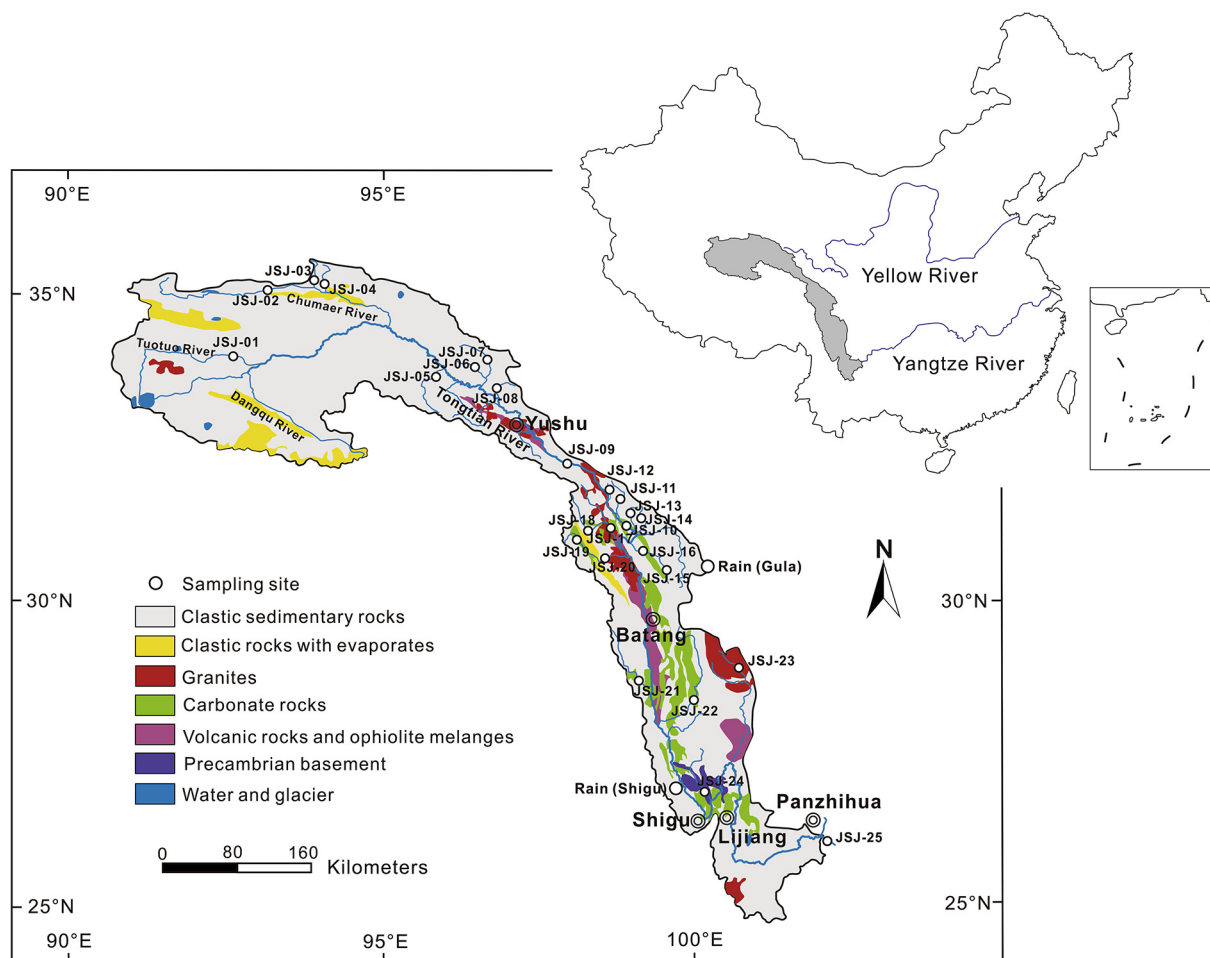 90°E
95°E
Yellow River
Yangtze River
35°N
JSJ-03
JSJ-04
JSJ-02
Chumaer River
Tuotuo River
JSJ-01
JSJ-07
JSJ-06
JSJ-05
JSJ-08
Dangqu River
Tongtian River
Yushu
JSJ-09
JSJ-12
JSJ-11
JSJ-13
JSJ-18
JSJ-14
JSJ-10
JSJ-17
JSJ-19
JSJ-16
JSJ-20
Rain (Gula)
JSJ-15
N
30°N
30°N
Sampling site
Clastic sedimentary rocks
Clastic rocks with evaporates
Granites
Carbonate rocks
Volcanic rocks and ophiolite melanges
Precambrian basement
Water and glacier
Batang
JSJ-23
JSJ-21
JSJ-22
JSJ-24
Rain (Shigu)
Panzhihua
Shigu
Lijiang
JSJ-25
0 80 160
Kilometers
25°N
25°N
90°E
95°E
100°E